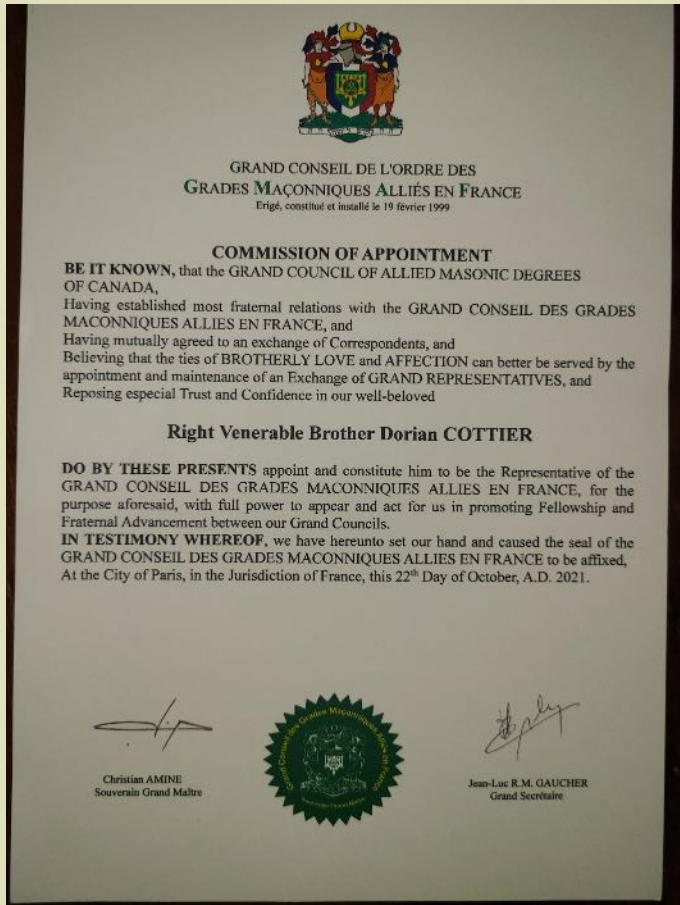 GRAND CONSEIL DE L'ORDRE DES
GRADES MAÇONNIQUES ALLIÉS EN FRANCE
Erigé, constitué et installé le 19 février 1999
COMMISSION OF APPOINTMENT
BE IT KNOWN, that the GRAND COUNCIL OF ALLIED MASONIC DEGREES
OF CANADA,
Having established most fraternal relations with the GRAND CONSEIL DES GRADES
MACONNIQUES ALLIES EN FRANCE, and
Having mutually agreed to an exchange of Correspondents, and
Believing that the ties of BROTHERLY LOVE and AFFECTION can better be served by the
appointment and maintenance of an Exchange of GRAND REPRESENTATIVES, and
Reposing especial Trust and Confidence in our well-beloved
Right Venerable Brother Dorian COTTIER
DO BY THESE PRESENTS appoint and constitute him to be the Representative of the
GRAND CONSEIL DES GRADES MACONNIQUES ALLIES EN FRANCE, for the
purpose aforesaid, with full power to appear and act for us in promoting Fellowship and
Fraternal Advancement between our Grand Councils.
IN TESTIMONY WHEREOF, we have hereunto set our hand and caused the seal of the
GRAND CONSEIL DES GRADES MACONNIQUES ALLIES EN FRANCE to be affixed,
At the City of Paris, in the Jurisdiction of France, this 22th Day of October, A.D. 2021.
Grand Conseil des Grades Maçonniques Alliés de France
Christian AMINE
Souverain Grand Maître
Jean-Luc R.M. GAUCHER
Grand Secrétaire